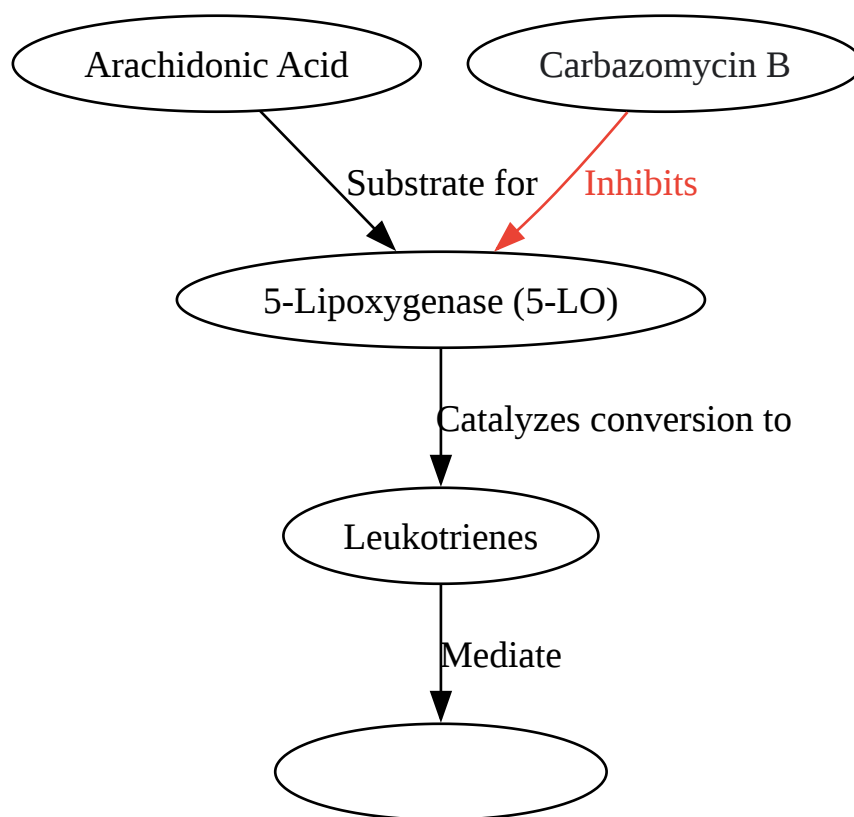 Arachidonic Acid
Carbazomycin B
Substrate for
Inhibits
5-Lipoxygenase (5-LO)
Catalyzes conversion to
Leukotrienes
Mediate